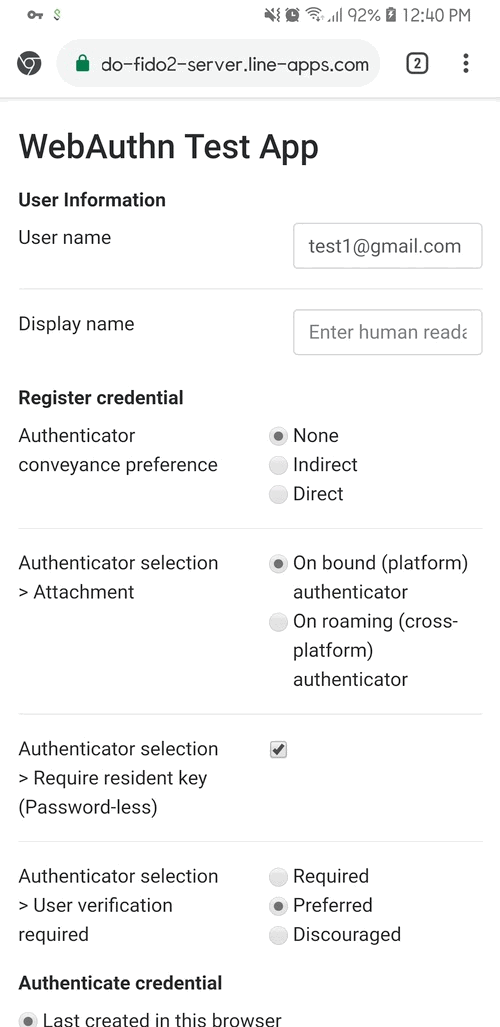 92% 12:40 PM
do-fido2-server.line-apps.com 2
WebAuthn Test App
User Information
User name test1@gmail.com
Display name Enter human reada
Register credential
Authenticator None
conveyance preference Indirect
Direct
Authenticator selection On bound (platform)
> Attachment authenticator
On roaming (cross-
platform)
authenticator
Authenticator selection
> Require resident key
(Password-less)
Authenticator selection Required
> User verification Preferred
required Discouraged
Authenticate credential
Last created in this browser